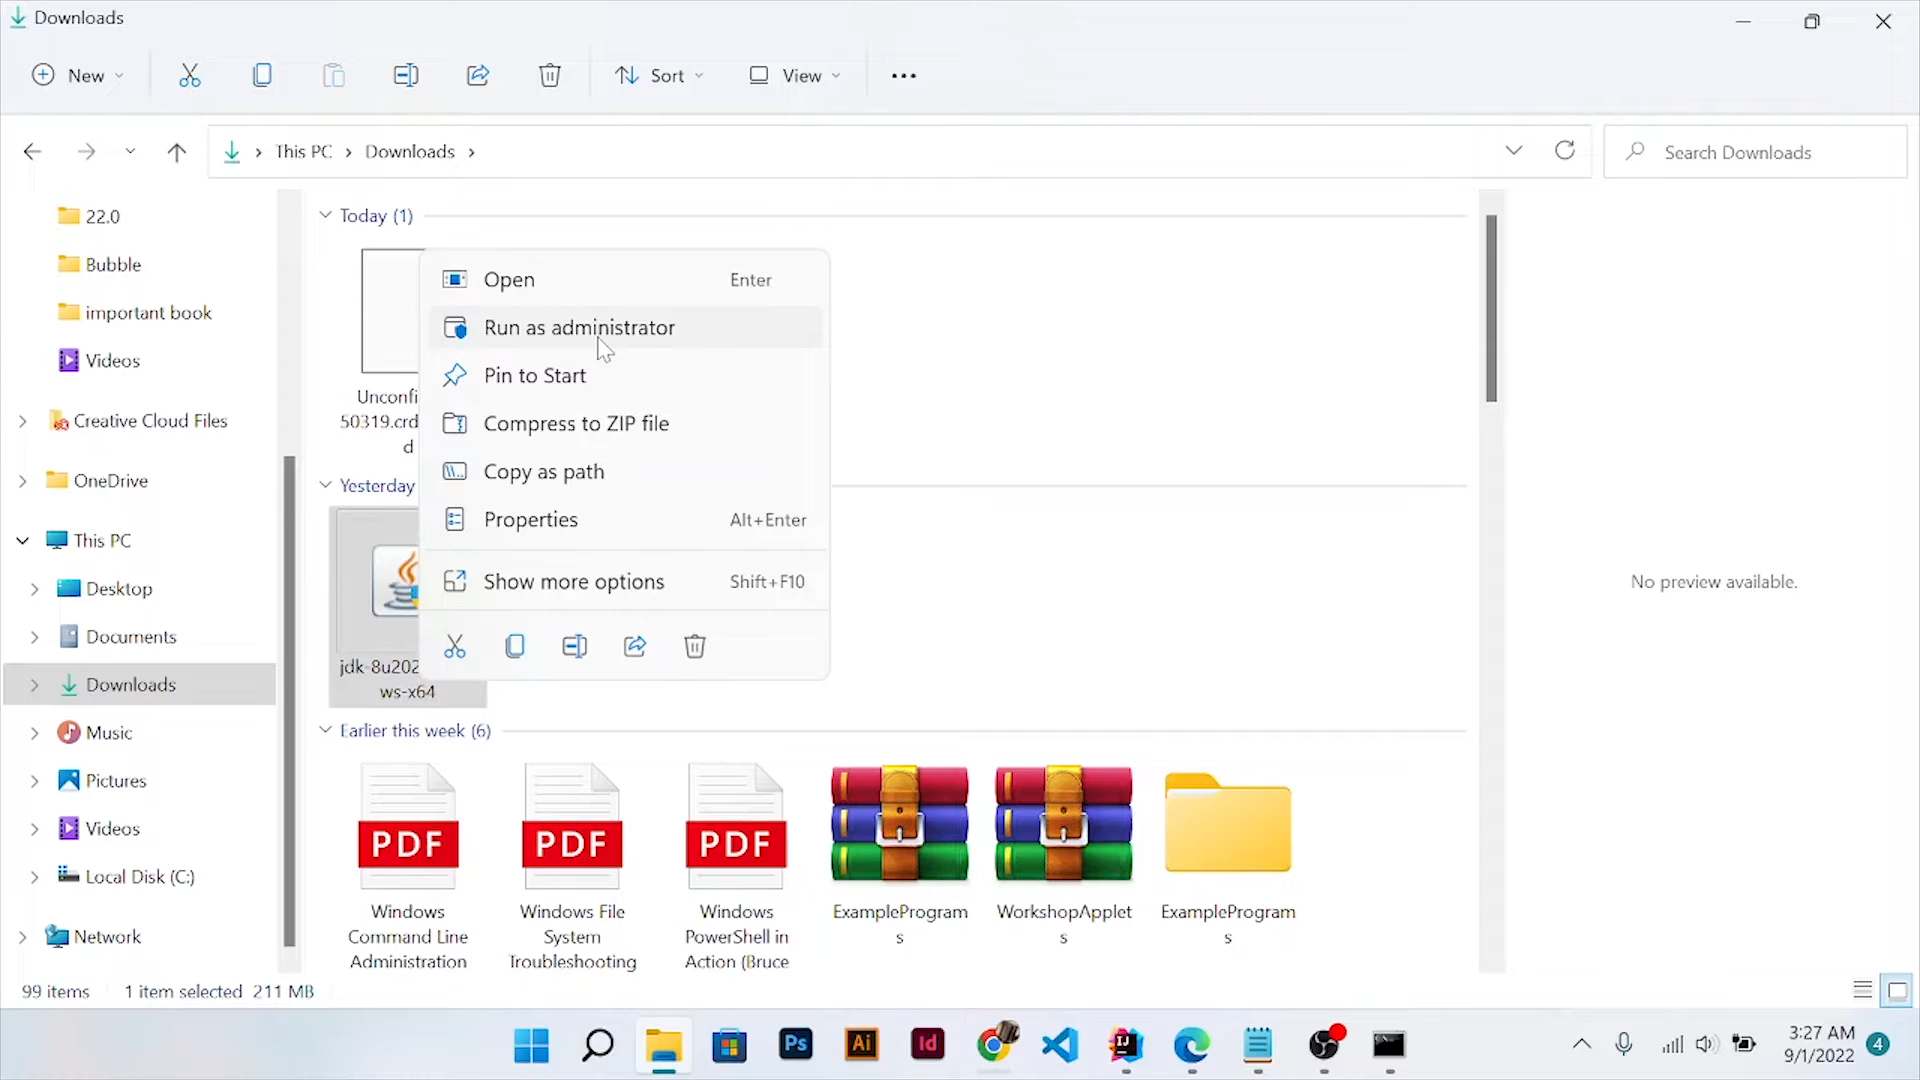 Downloads
New
Sort
View
This PC
Downloads
Search Downloads
22.0
Bubble
important book
Videos
Creative Cloud Files
OneDrive
This PC
Desktop
Documents
Downloads
Music
Pictures
Videos
Local Disk (C:)
Network
Today (1)
Unconfi
50319.crd
d
Open Enter
Run as administrator
Pin to Start
Compress to ZIP file
Copy as path
Properties Alt+Enter
Show more options Shift+F10
Yesterday
jdk-8u202
ws-x64
Earlier this week (6)
PDF
PDF
PDF
Windows
Command Line
Administration
Windows File
System
Troubleshooting
Windows
PowerShell in
Action (Bruce
ExampleProgram
s
WorkshopApplet
s
ExampleProgram
s
No preview available.
99 items 1 item selected 211 MB
Ps
Ai
Id
IJ
3:27 AM
9/1/2022
4